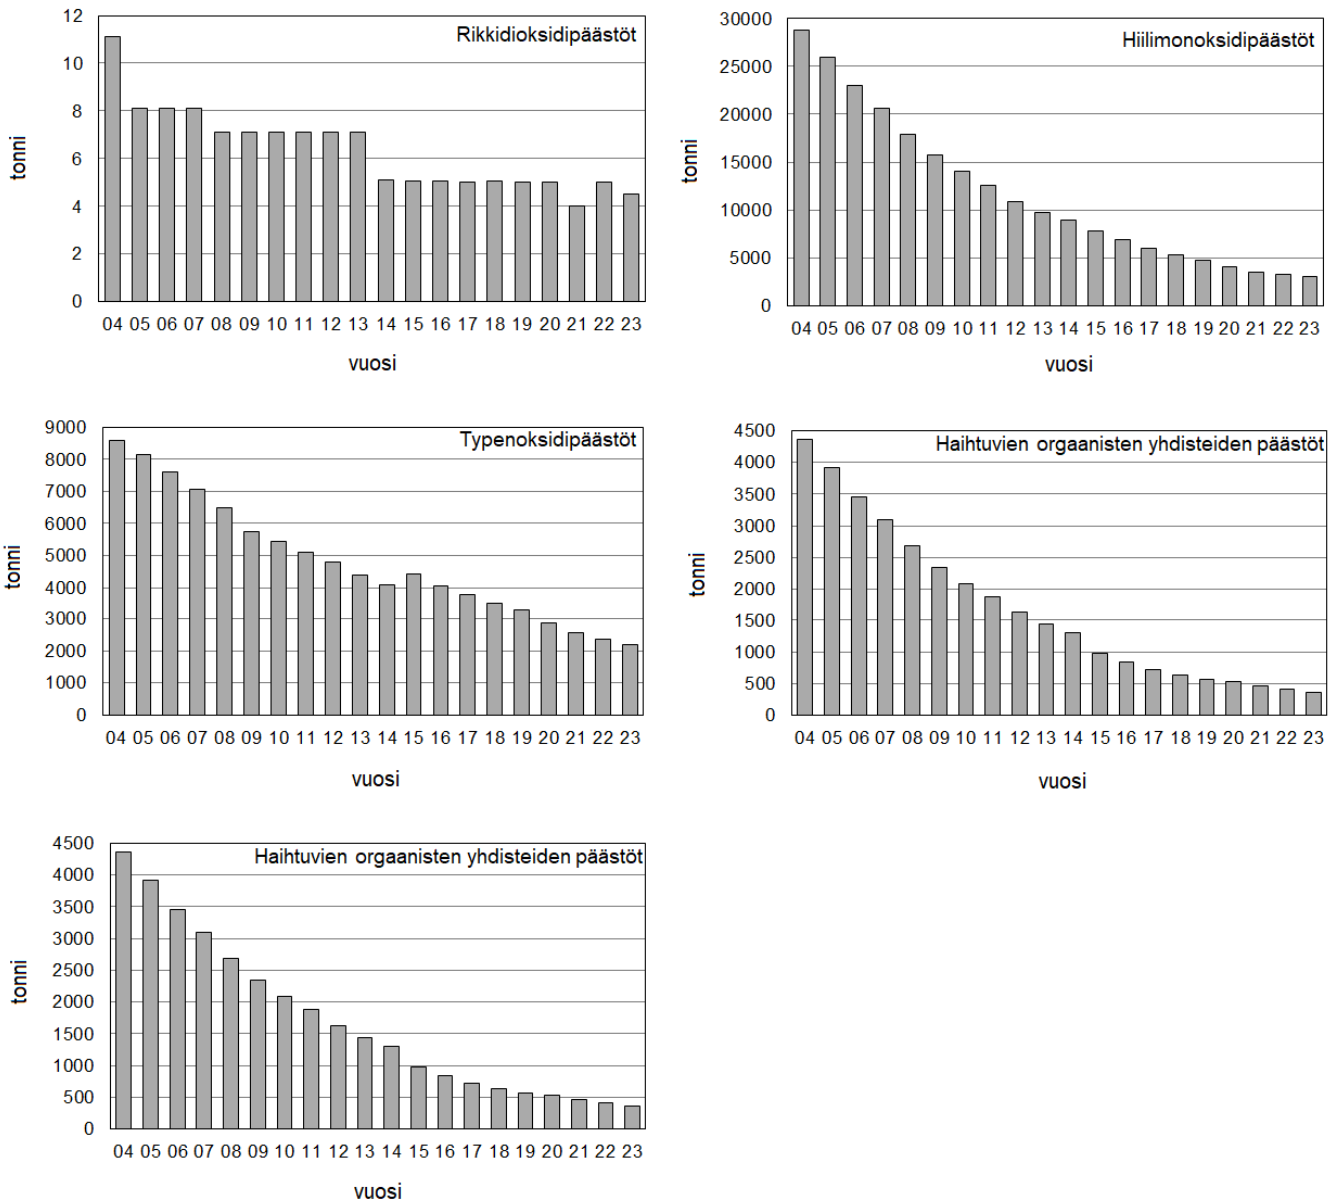 Rikkidioksidipäästöt
12
10
8
6
4
2
0
tonni
04 05 06 07 08 09 10 11 12 13 14 15 16 17 18 19 20 21 22 23
vuosi
Hiilimonoksidipäästöt
30000
25000
20000
15000
10000
5000
0
tonni
04 05 06 07 08 09 10 11 12 13 14 15 16 17 18 19 20 21 22 23
vuosi
Typenoksidipäästöt
9000
8000
7000
6000
5000
4000
3000
2000
1000
0
tonni
04 05 06 07 08 09 10 11 12 13 14 15 16 17 18 19 20 21 22 23
vuosi
Haihtuvien orgaanisten yhdisteiden päästöt
4500
4000
3500
3000
2500
2000
1500
1000
500
0
tonni
04 05 06 07 08 09 10 11 12 13 14 15 16 17 18 19 20 21 22 23
vuosi
Haihtuvien orgaanisten yhdisteiden päästöt
4500
4000
3500
3000
2500
2000
1500
1000
500
0
tonni
04 05 06 07 08 09 10 11 12 13 14 15 16 17 18 19 20 21 22 23
vuosi